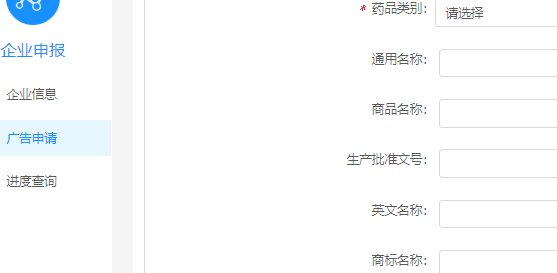 企业申报
企业信息
广告申请
进度查询
* 药品类别:
请选择
通用名称:
商品名称:
生产批准文号:
英文名称:
商标名称: